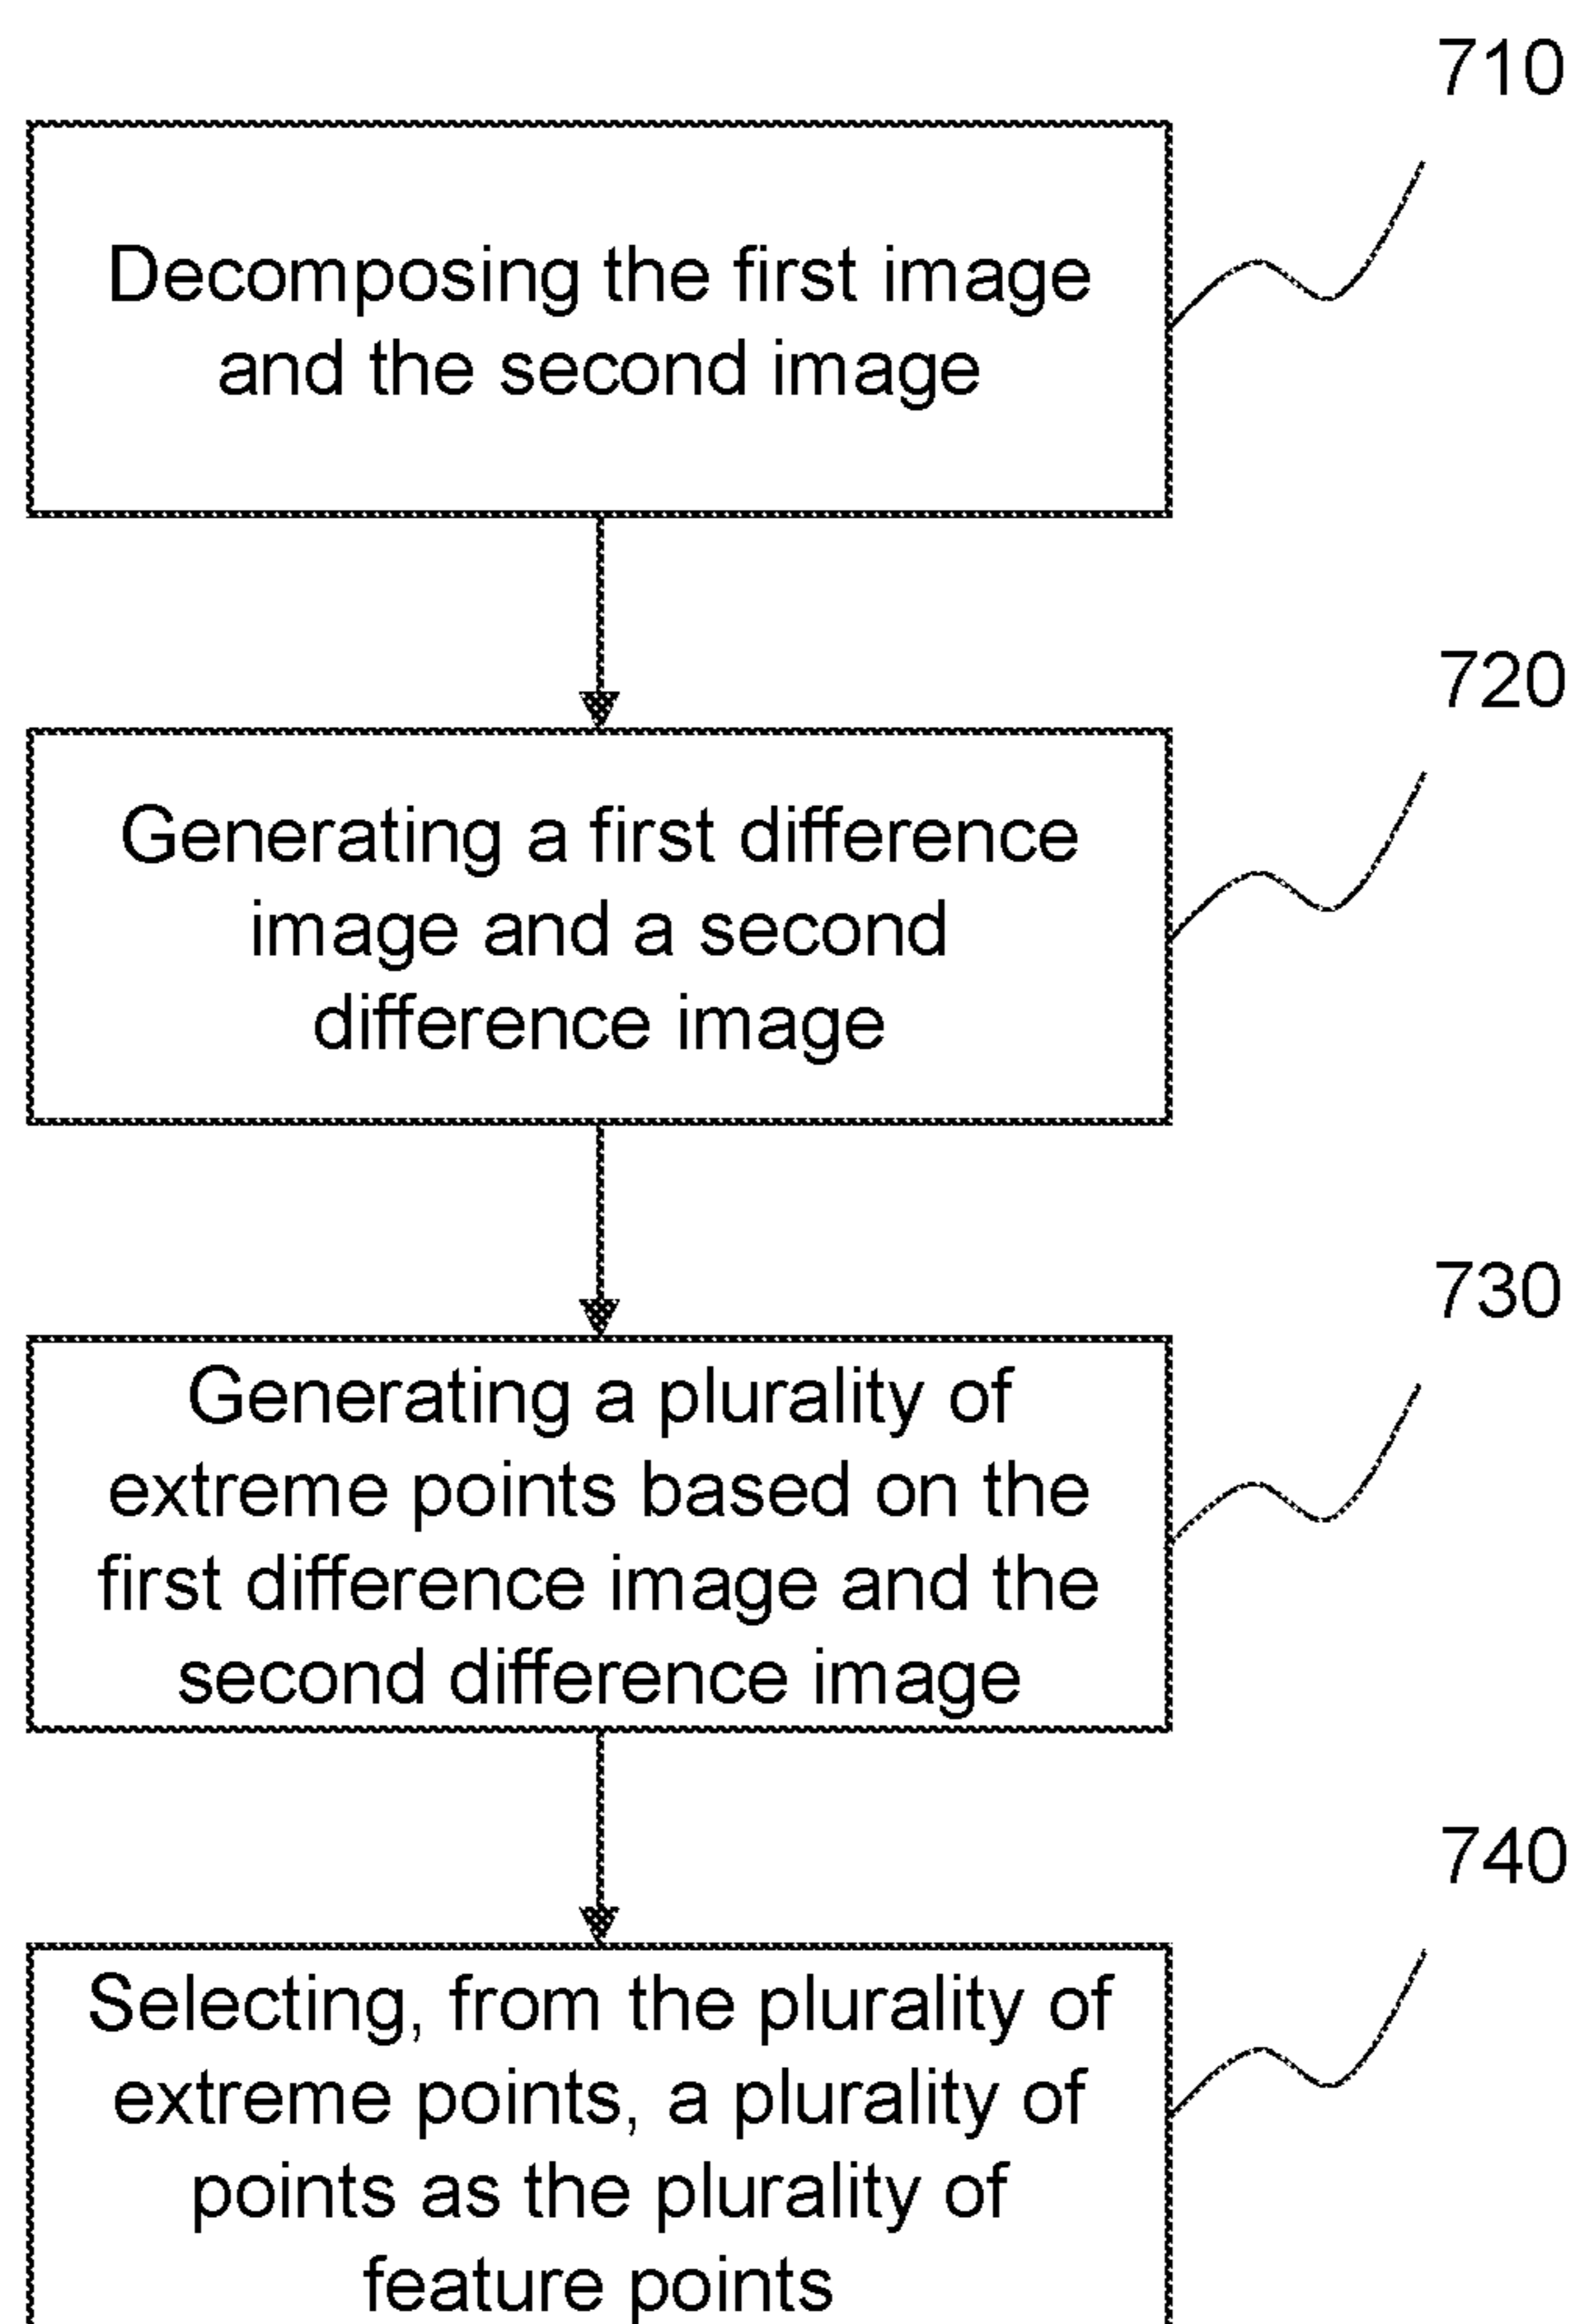 710
Decomposing the first image
and the second image
720
Generating a first difference
image and a second
difference image
730
Generating a plurality of
extreme points based on the
first difference image and the
second difference image
740
Selecting, from the plurality of
extreme points, a plurality of
points as the plurality of
feature points